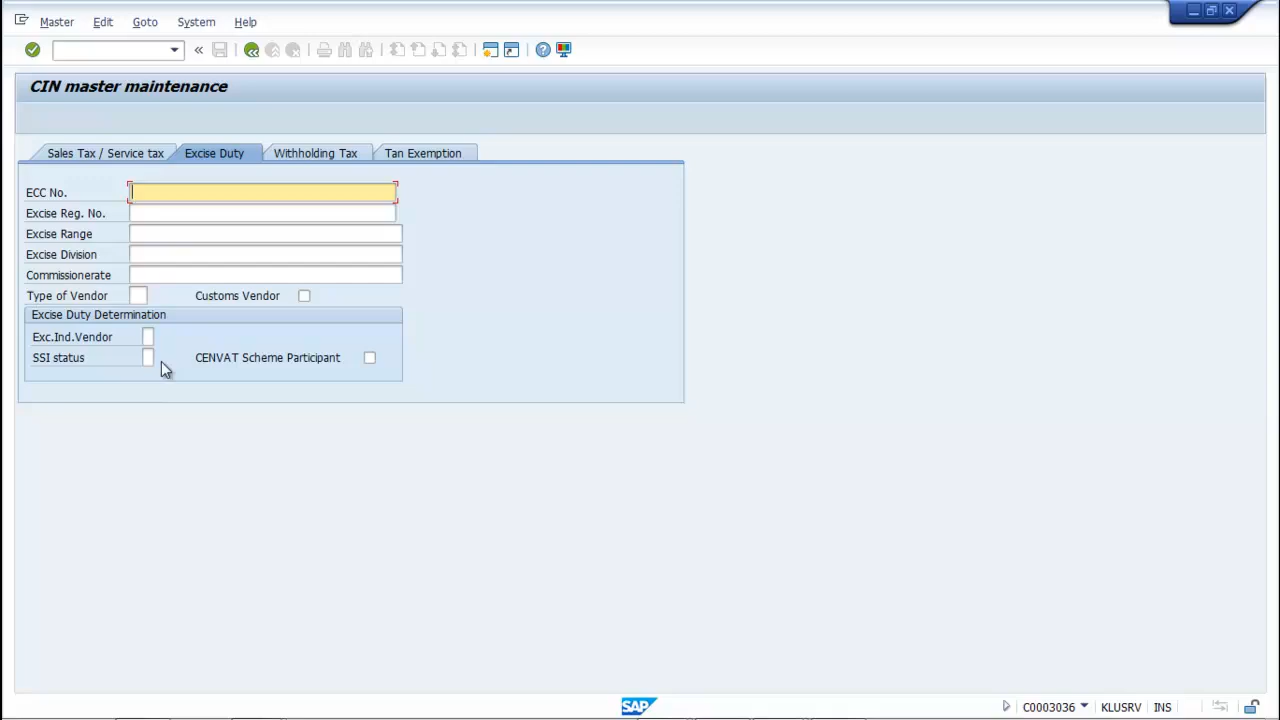 Master Edit Goto System Help
CIN master maintenance
Sales Tax / Service tax Excise Duty Withholding Tax Tan Exemption
ECC No.
Excise Reg. No.
Excise Range
Excise Division
Commissionerate
Type of Vendor Customs Vendor
Excise Duty Determination
Exc.Ind.Vendor
SSI status CENVAT Scheme Participant
SAP C0003036 KLUSRV INS